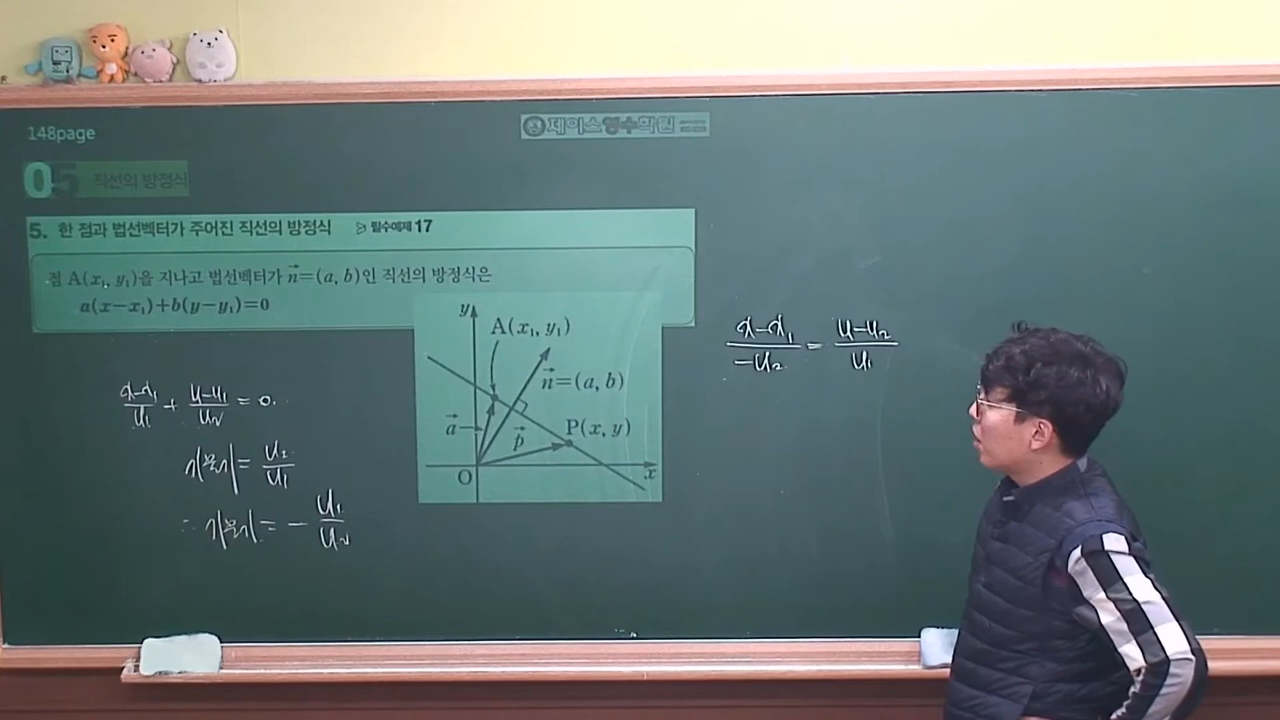 148page
제이스영수학원
05 직선의 방정식
5. 한 점과 법선벡터가 주어진 직선의 방정식 ▷ 필수예제 17
점 A(x₁, y₁)을 지나고 법선벡터가 n⃗=(a, b)인 직선의 방정식은
a(x−x₁)+b(y−y₁)=0
y
A(x₁, y₁)
n⃗=(a, b)
a⃗
p⃗
P(x, y)
O
x
(x−x₁)/u₁ + (y−y₁)/u₂ = 0.
기울기 = u₂/u₁
∴ 기울기 = − u₁/u₂
(x−x₁)/−u₂ = (y−y₂)/u₁